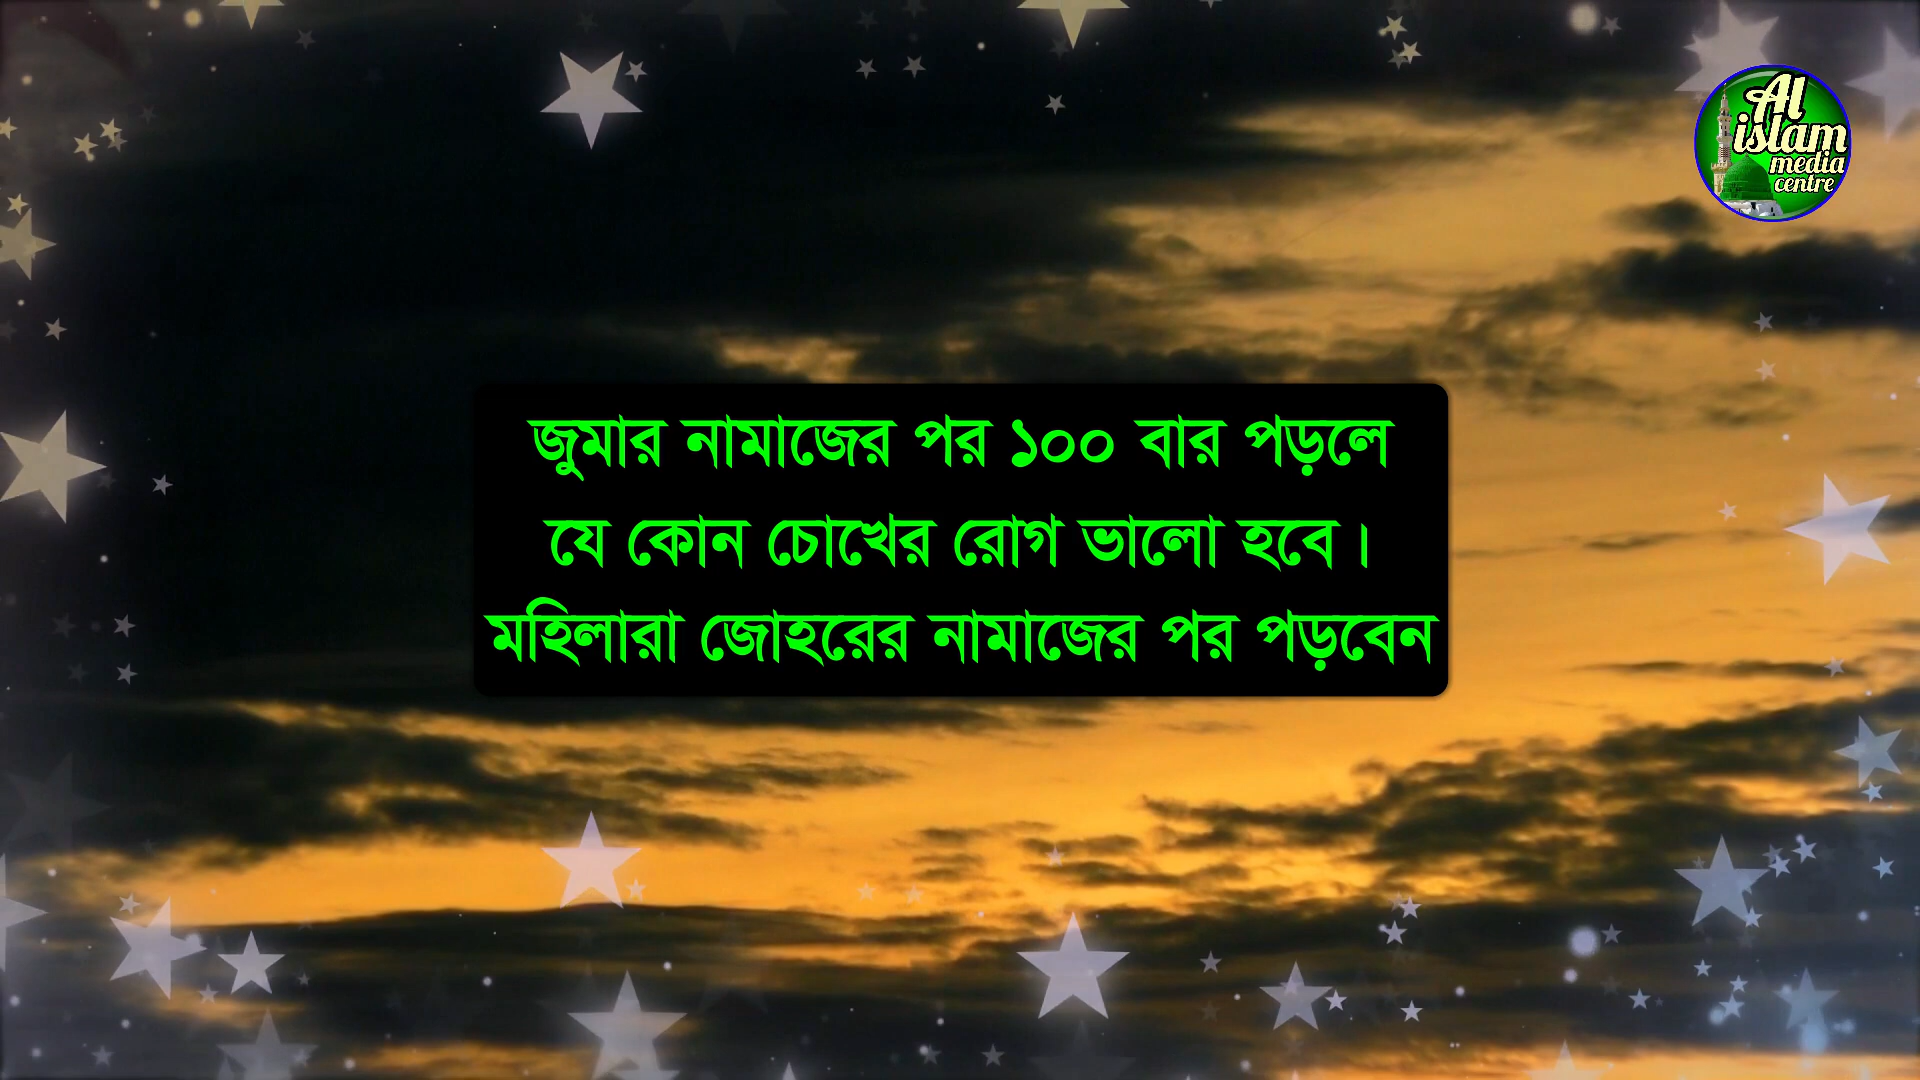 Al
islam
media
centre
জুমার নামাজের পর ১০০ বার পড়লে
যে কোন চোখের রোগ ভালো হবে।
মহিলারা জোহরের নামাজের পর পড়বেন